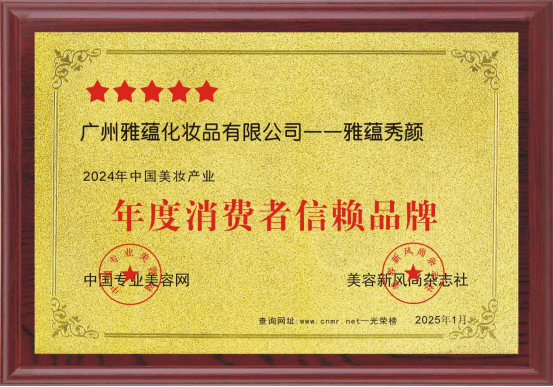 广州雅蕴化妆品有限公司——雅蕴秀颜
2024年中国美妆产业
年度消费者信赖品牌
中国专业美容网
美容新风尚杂志社
查询网址:www.cnmr.net—光荣榜
2025年1月